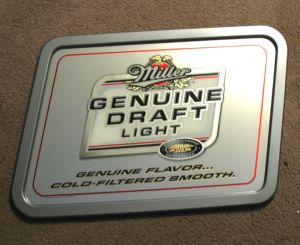 Miller
GENUINE
DRAFT
LIGHT
GENUINE FLAVOR...
COLD-FILTERED SMOOTH.